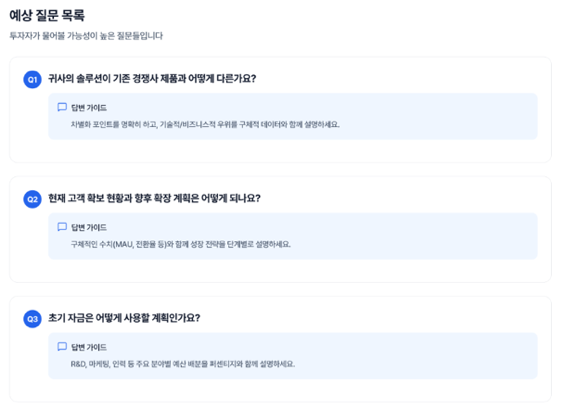 예상 질문 목록
투자자가 물어볼 가능성이 높은 질문들입니다
Q1 귀사의 솔루션이 기존 경쟁사 제품과 어떻게 다른가요?
답변 가이드
차별화 포인트를 명확히 하고, 기술적/비즈니스적 우위를 구체적 데이터와 함께 설명하세요.
Q2 현재 고객 확보 현황과 향후 확장 계획은 어떻게 되나요?
답변 가이드
구체적인 수치(MAU, 전환율 등)와 함께 성장 전략을 단계별로 설명하세요.
Q3 초기 자금은 어떻게 사용할 계획인가요?
답변 가이드
R&D, 마케팅, 인력 등 주요 분야별 예산 배분을 퍼센티지와 함께 설명하세요.